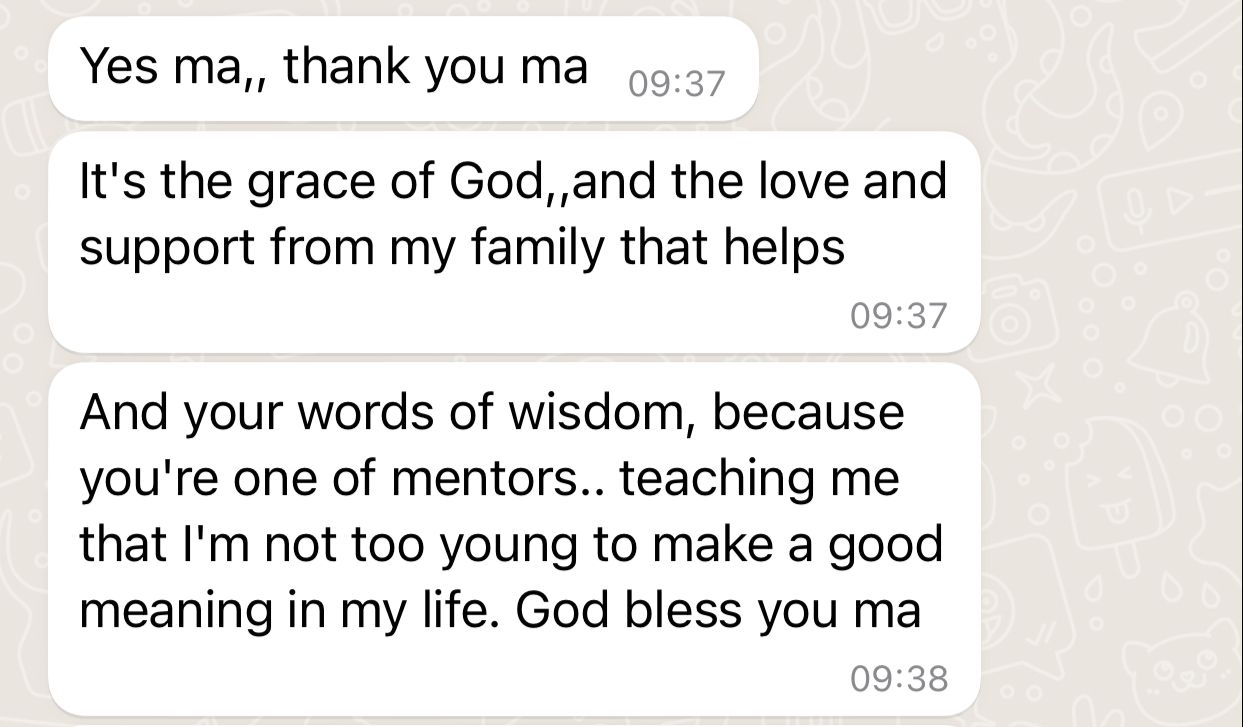 Yes ma,, thank you ma 09:37
It's the grace of God,,and the love and
support from my family that helps
09:37
And your words of wisdom, because
you're one of mentors.. teaching me
that I'm not too young to make a good
meaning in my life. God bless you ma
09:38